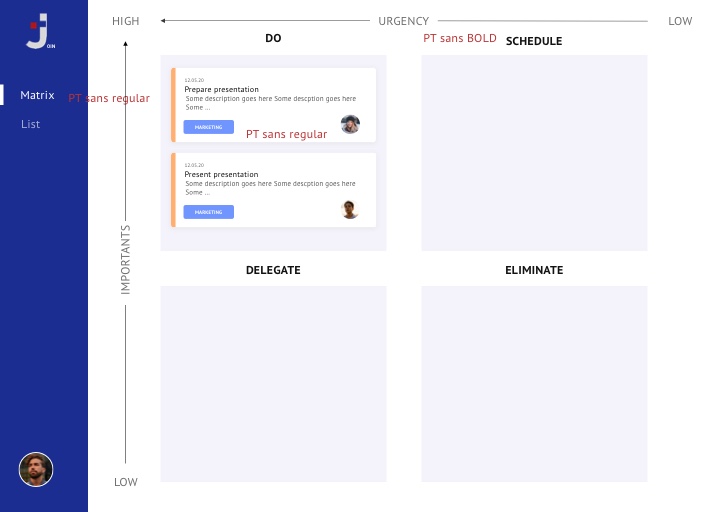 HIGH
URGENCY
LOW
DO
PT sans BOLD
SCHEDULE
J
OIN
Matrix
PT sans regular
List
12.05.20
Prepare presentation
Some description goes here Some descption goes here
Some ...
MARKETING
PT sans regular
12.05.20
Present presentation
Some description goes here Some descption goes here
Some ...
MARKETING
IMPORTANTS
DELEGATE
ELIMINATE
LOW